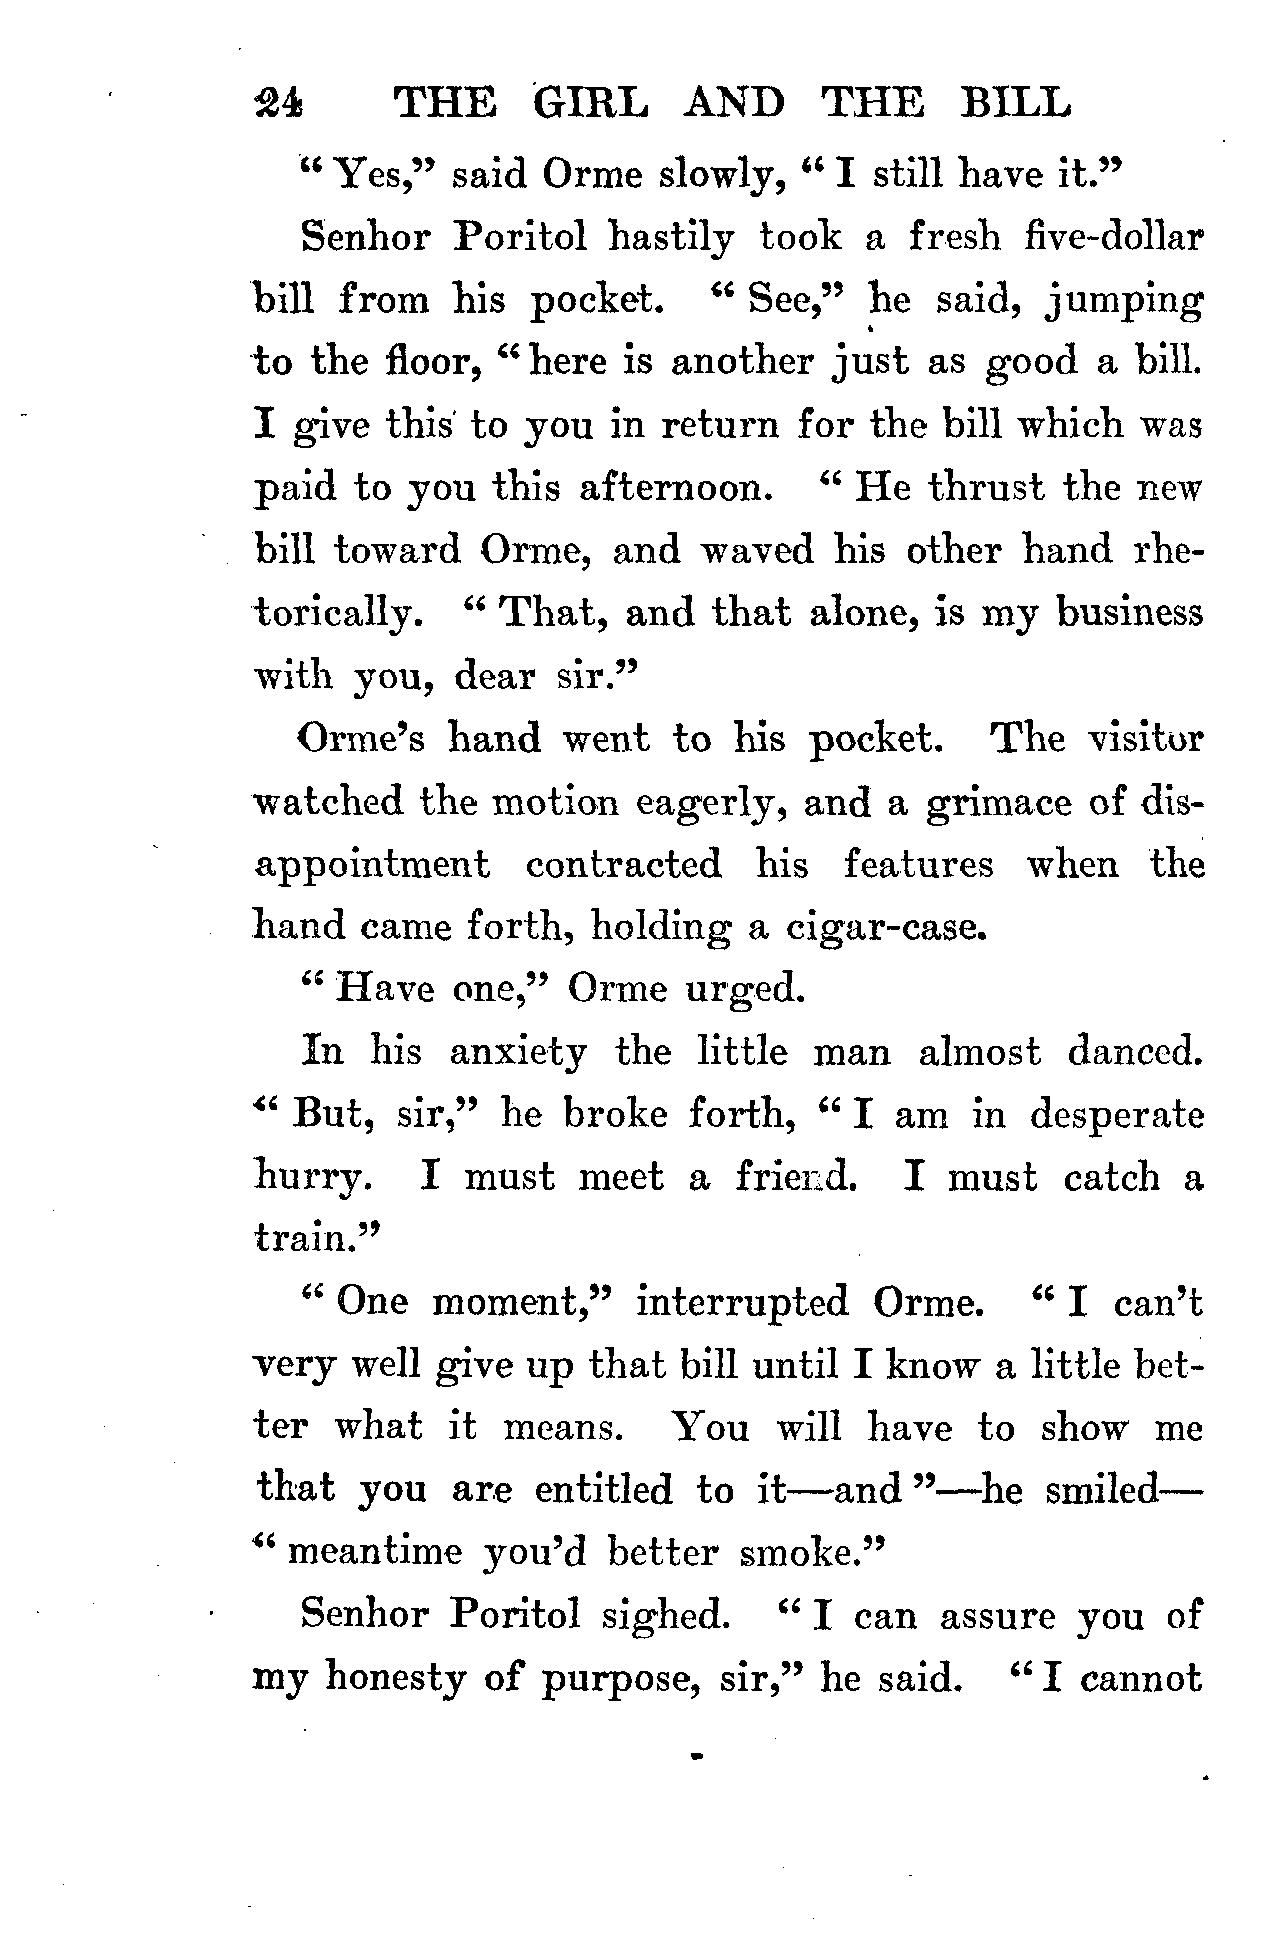 24 THE GIRL AND THE BILL
“ Yes,” said Orme slowly, “ I still have it.”
Senhor Poritol hastily took a fresh five-dollar
bill from his pocket. “ See,” he said, jumping
to the floor, “ here is another just as good a bill.
I give this to you in return for the bill which was
paid to you this afternoon. “ He thrust the new
bill toward Orme, and waved his other hand rhe-
torically. “ That, and that alone, is my business
with you, dear sir.”
Orme’s hand went to his pocket. The visitor
watched the motion eagerly, and a grimace of dis-
appointment contracted his features when the
hand came forth, holding a cigar-case.
“ Have one,” Orme urged.
In his anxiety the little man almost danced.
“ But, sir,” he broke forth, “ I am in desperate
hurry. I must meet a friend. I must catch a
train.”
“ One moment,” interrupted Orme. “ I can’t
very well give up that bill until I know a little bet-
ter what it means. You will have to show me
that you are entitled to it—and ”—he smiled—
“ meantime you’d better smoke.”
Senhor Poritol sighed. “ I can assure you of
my honesty of purpose, sir,” he said. “ I cannot